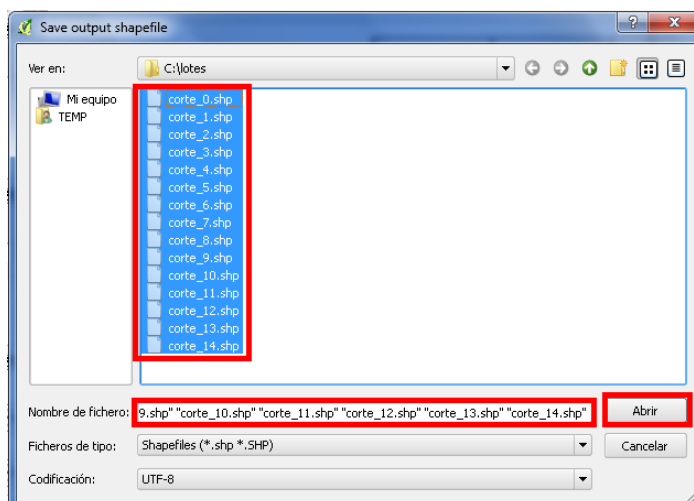 Save output shapefile
Ver en: C:\lotes
Mi equipo
TEMP
corte_0.shp
corte_1.shp
corte_2.shp
corte_3.shp
corte_4.shp
corte_5.shp
corte_6.shp
corte_7.shp
corte_8.shp
corte_9.shp
corte_10.shp
corte_11.shp
corte_12.shp
corte_13.shp
corte_14.shp
Nombre de fichero: 9.shp" "corte_10.shp" "corte_11.shp" "corte_12.shp" "corte_13.shp" "corte_14.shp" Abrir
Ficheros de tipo: Shapefiles (*.shp *.SHP) Cancelar
Codificación: UTF-8